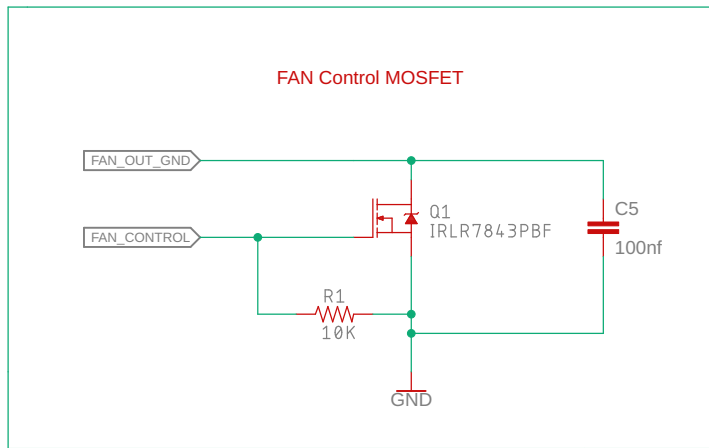 FAN Control MOSFET
FAN_OUT_GND
Q1
IRLR7843PBF
C5
100nf
FAN_CONTROL
R1
10K
GND